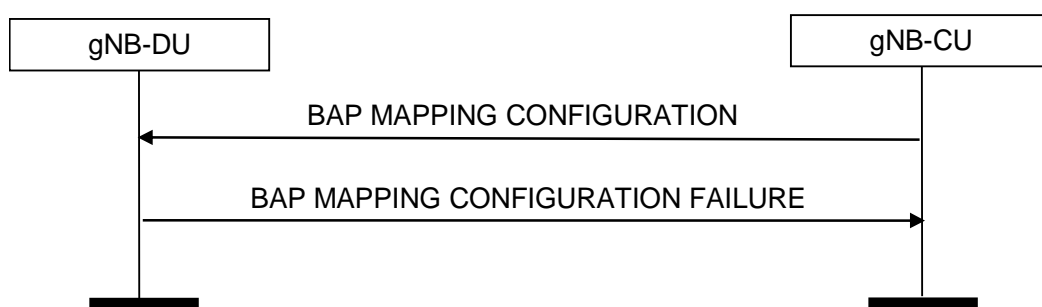 gNB-DU
gNB-CU
BAP MAPPING CONFIGURATION
BAP MAPPING CONFIGURATION FAILURE